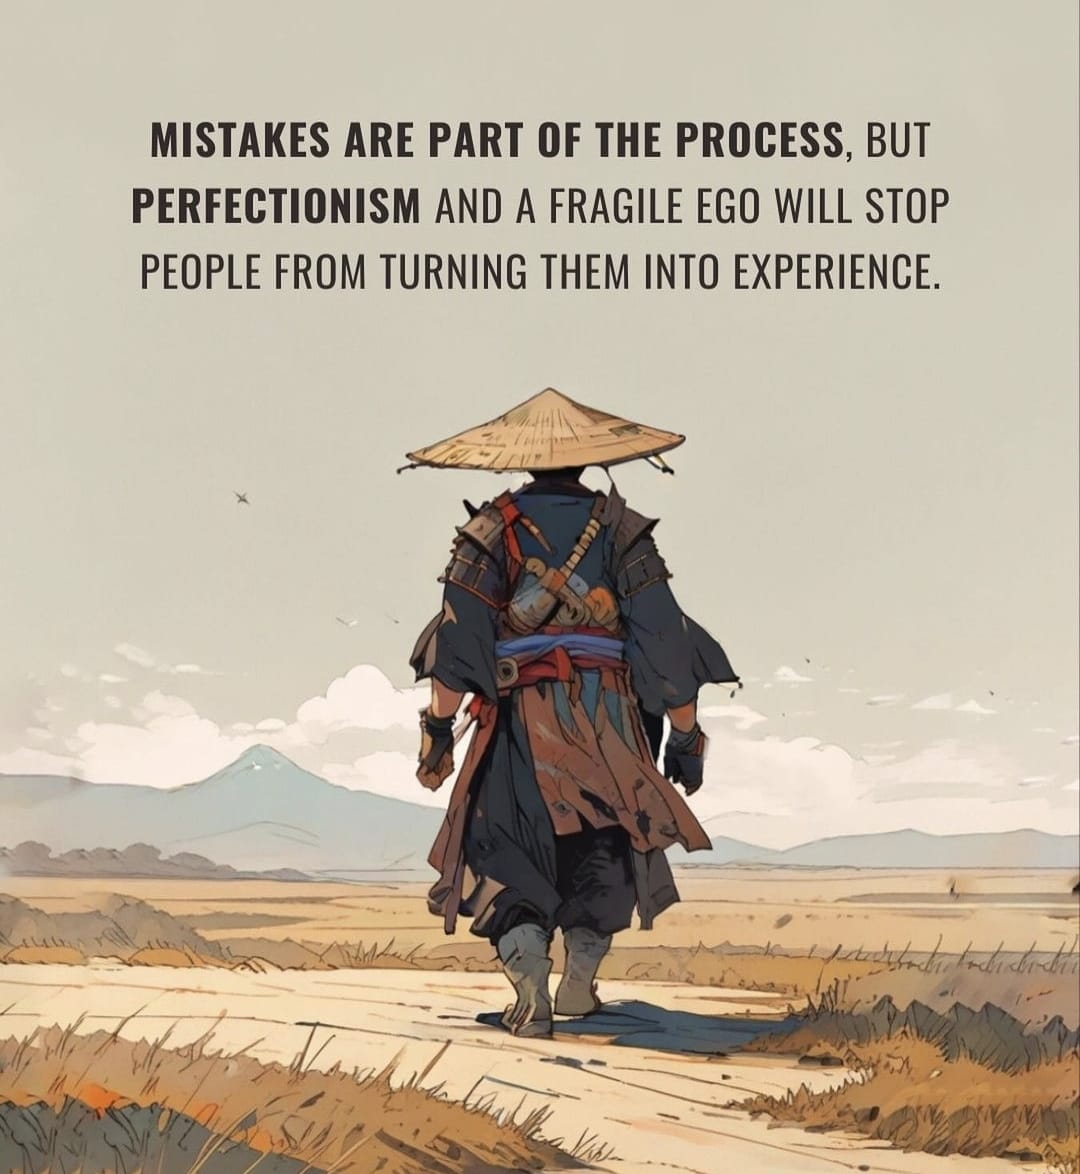 MISTAKES ARE PART OF THE PROCESS, BUT
PERFECTIONISM AND A FRAGILE EGO WILL STOP
PEOPLE FROM TURNING THEM INTO EXPERIENCE.